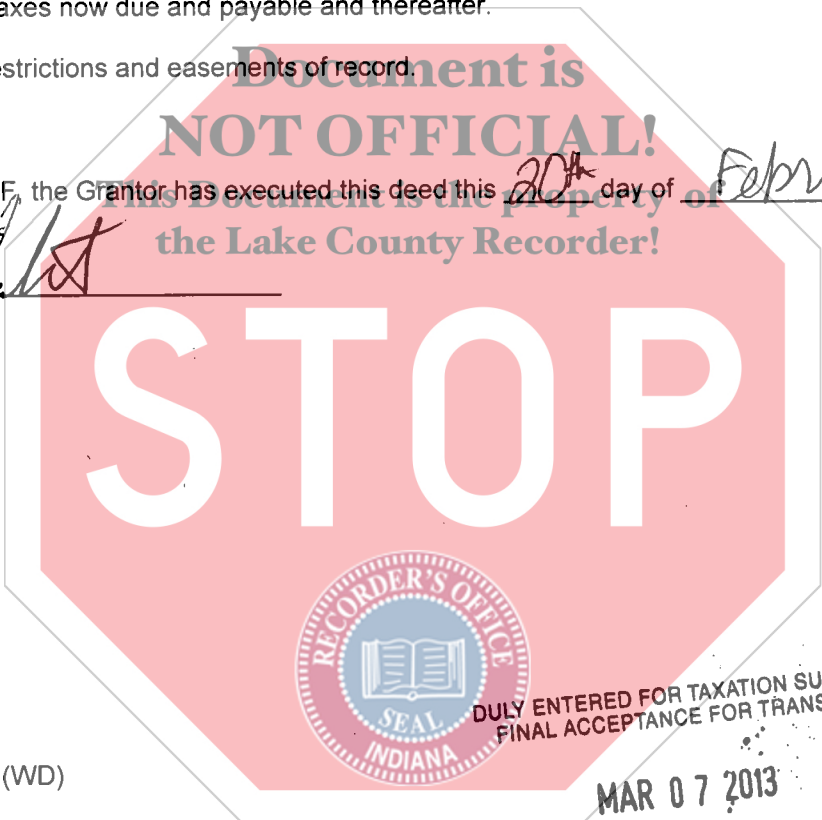 axes now due and payable and thereafter.
estrictions and easements of record.
Document is
NOT OFFICIAL!
F, the Grantor has executed this deed this 20th day of Febr
This Document is the property of
the Lake County Recorder!
STOP
RECORDER'S OFFICE
SEAL
INDIANA
DULY ENTERED FOR TAXATION SU
FINAL ACCEPTANCE FOR TRANS
(WD)
MAR 07 2013